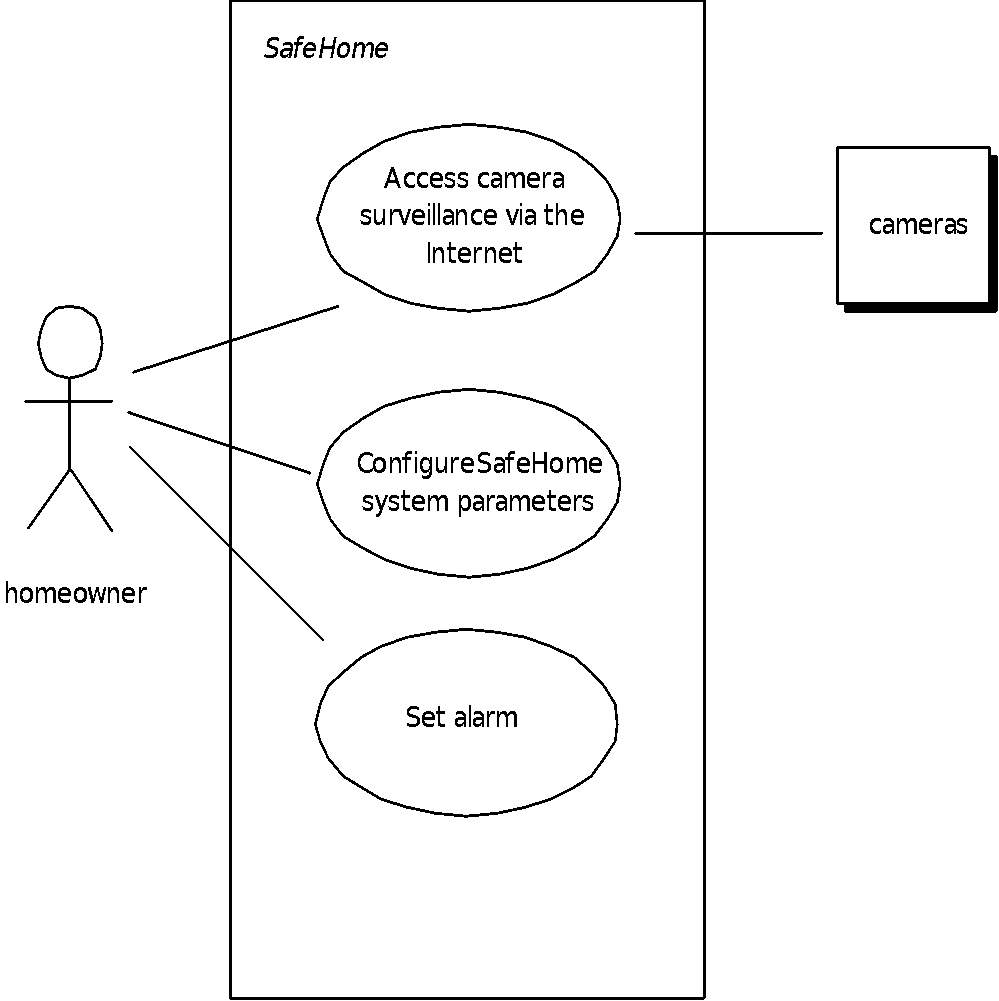 SafeHome
Access camera
surveillance via the
Internet
cameras
ConfigureSafeHome
system parameters
homeowner
Set alarm